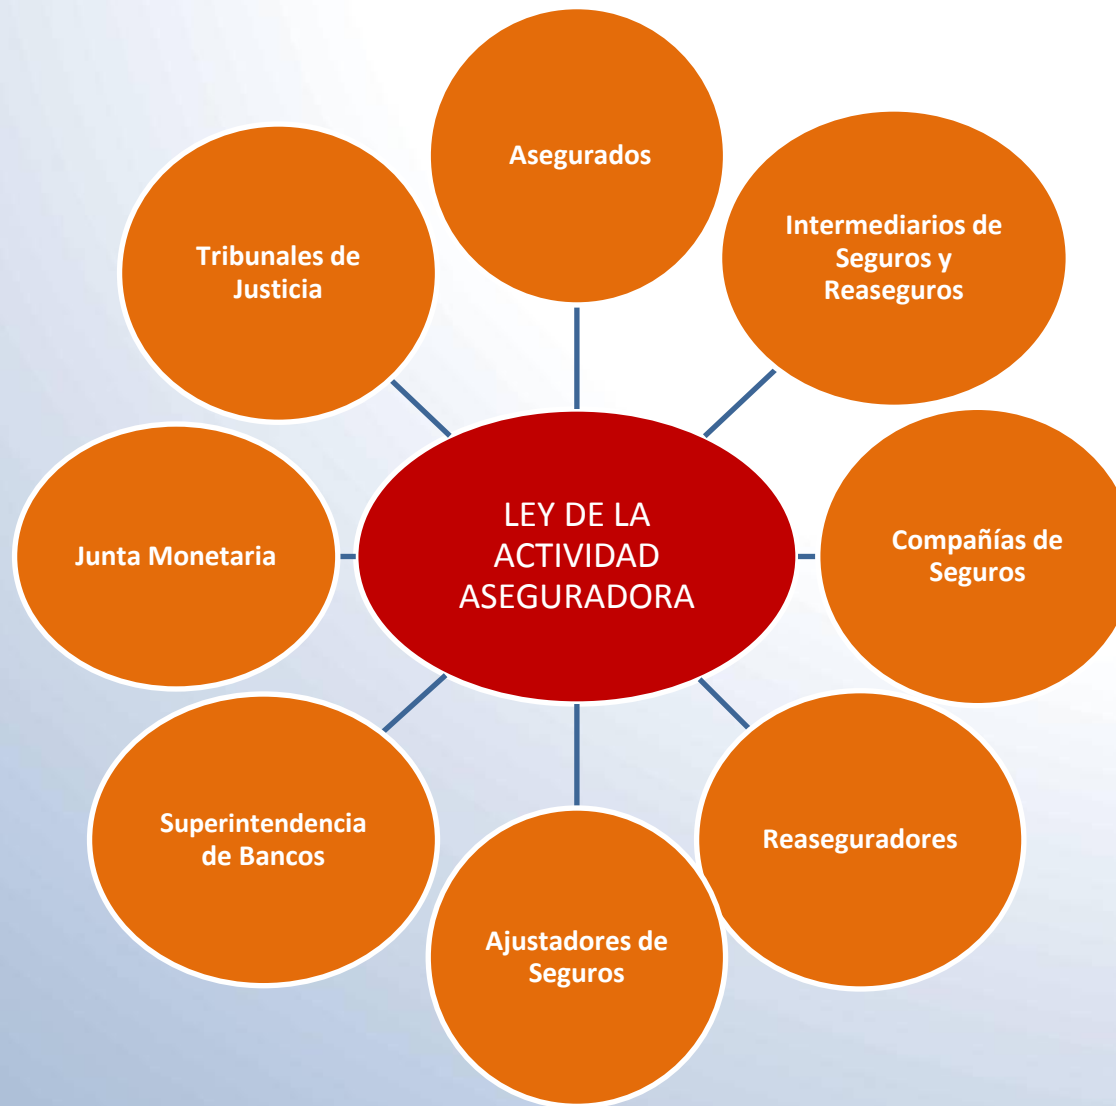 Asegurados
Intermediarios de
Seguros y
Reaseguros
Tribunales de
Justicia
LEY DE LA
ACTIVIDAD
ASEGURADORA
Compañías de
Seguros
Junta Monetaria
Superintendencia
de Bancos
Reaseguradores
Ajustadores de
Seguros